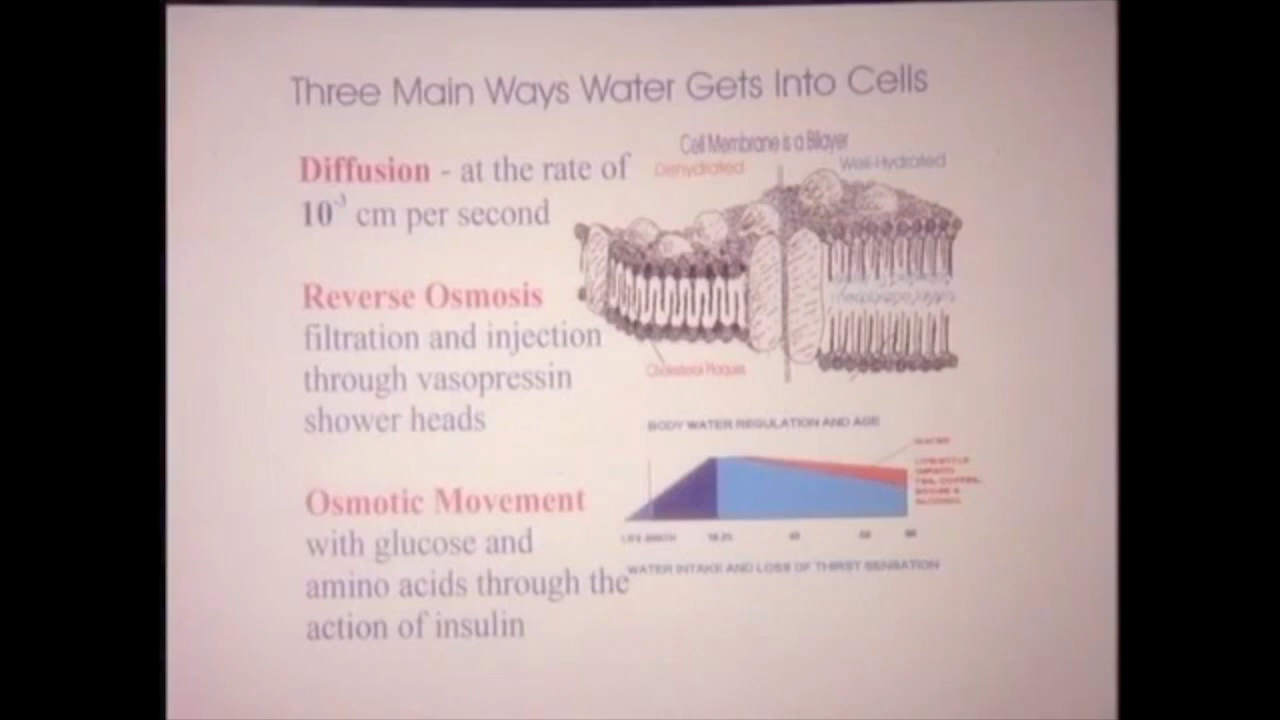 Three Main Ways Water Gets Into Cells
Diffusion - at the rate of
10⁻³ cm per second
Reverse Osmosis
filtration and injection
through vasopressin
shower heads
Osmotic Movement
with glucose and
amino acids through the
action of insulin
Cell Membrane is a Bilayer
Dehydrated
Well-Hydrated
Cholesterol Plaques
BODY WATER REGULATION AND AGE
WATER INTAKE AND LOSS OF THIRST SENSATION